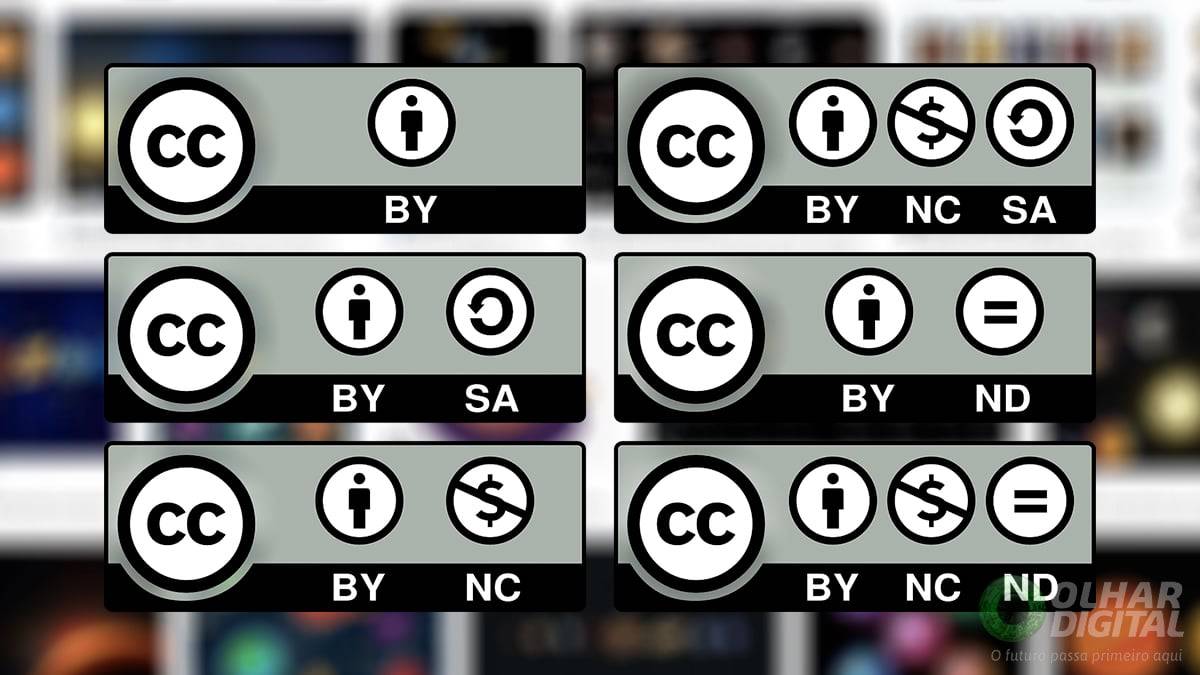 CC BY
CC BY NC SA
CC BY SA
CC BY ND
CC BY NC
CC BY NC ND
OLHAR
DIGITAL
O futuro passa primeiro aqui